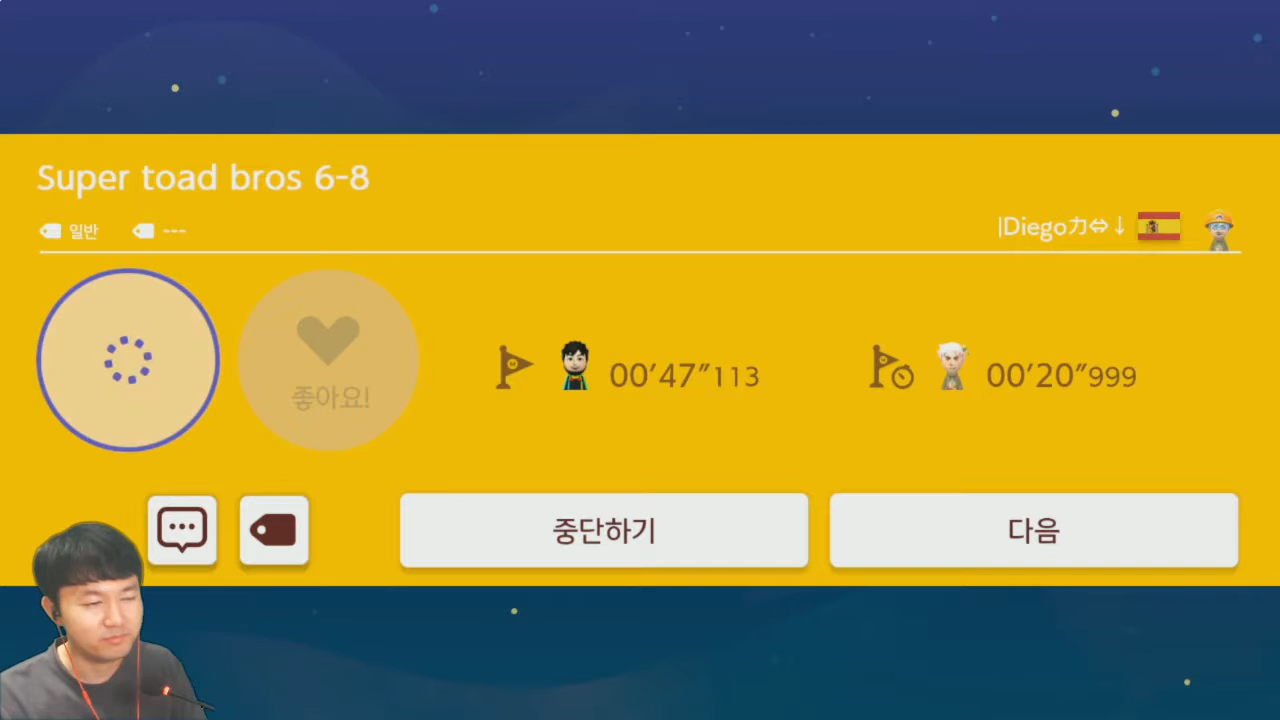 Super toad bros 6-8
일반 ---
|Diego力⇔↓
좋아요!
00'47"113
00'20"999
중단하기
다음